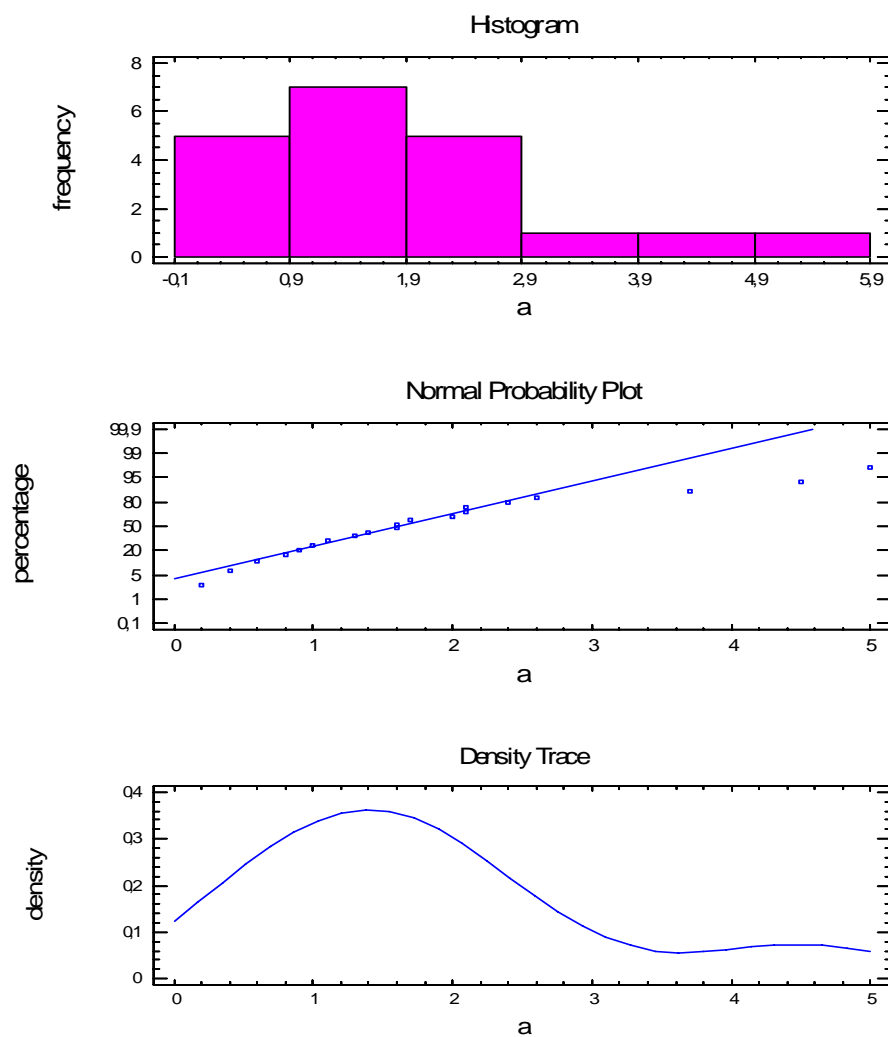 Histogram
frequency
8
6
4
2
0
-0,1 0,9 1,9 2,9 3,9 4,9 5,9
a
Normal Probability Plot
percentage
99,9
99
95
80
50
20
5
1
0,1
0 1 2 3 4 5
a
Density Trace
density
0,4
0,3
0,2
0,1
0
0 1 2 3 4 5
a